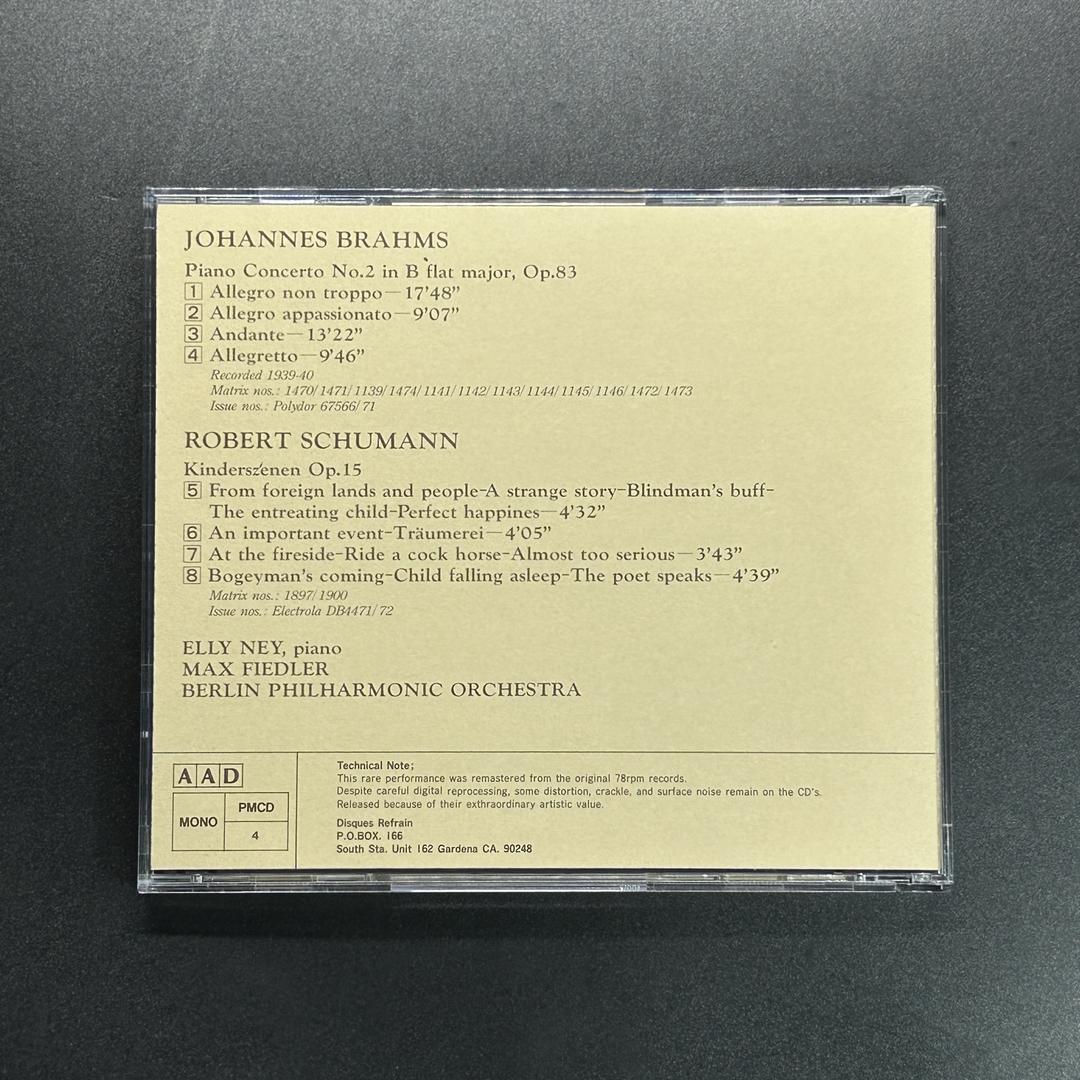 JOHANNES BRAHMS
Piano Concerto No.2 in B flat major, Op.83
1 Allegro non troppo—17'48”
2 Allegro appassionato—9'07”
3 Andante—13'22”
4 Allegretto—9'46”
Recorded 1939-40
Matrix nos.: 1470/1471/1139/1474/1141/1142/1143/1144/1145/1146/1472/1473
Issue nos.: Polydor 67566/71
ROBERT SCHUMANN
Kinderszenen Op.15
5 From foreign lands and people-A strange story-Blindman's buff-
The entreating child-Perfect happines—4'32”
6 An important event-Träumerei—4'05”
7 At the fireside-Ride a cock horse-Almost too serious—3'43”
8 Bogeyman's coming-Child falling asleep-The poet speaks—4'39”
Matrix nos.: 1897/1900
Issue nos.: Electrola DB4471/72
ELLY NEY, piano
MAX FIEDLER
BERLIN PHILHARMONIC ORCHESTRA
AAD
MONO
PMCD
4
Technical Note;
This rare performance was remastered from the original 78rpm records.
Despite careful digital reprocessing, some distortion, crackle, and surface noise remain on the CD's.
Released because of their exthraordinary artistic value.
Disques Refrain
P.O.BOX. 166
South Sta. Unit 162 Gardena CA. 90248